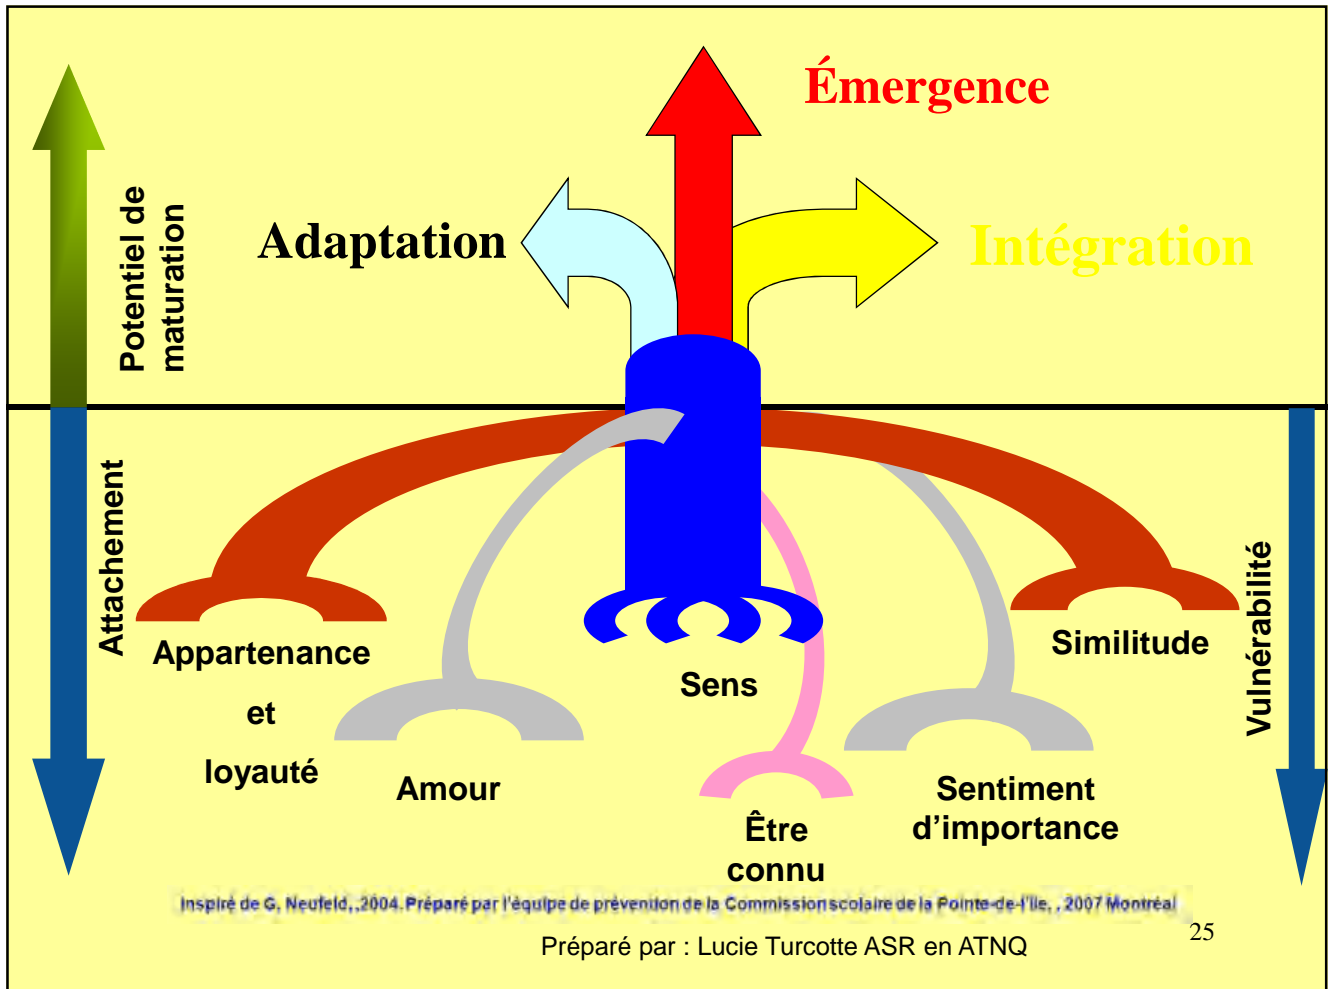 Émergence
Potentiel de
maturation
Adaptation
Intégration
Attachement
Vulnérabilité
Appartenance
et
loyauté
Amour
Sens
Être
connu
Sentiment
d’importance
Similitude
Inspiré de G. Neufeld, ,2004. Préparé par l'équipe de prévention de la Commission scolaire de la Pointe-de-l'Ile, , 2007 Montréal
Préparé par : Lucie Turcotte ASR en ATNQ
25